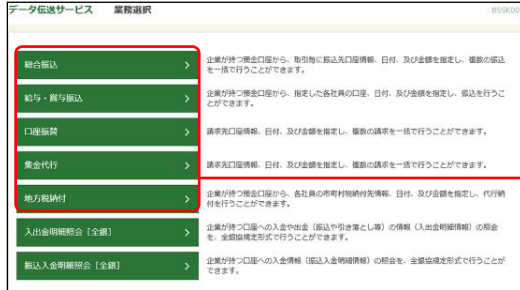 データ伝送サービス　業務選択
BSSK00
総合振込
企業が持つ預金口座から、取引毎に振込先口座情報、日付、及び金額を指定し、複数の振込
を一括で行うことができます。
給与・賞与振込
企業が持つ預金口座から、指定した各社員の口座、日付、及び金額を指定し、振込を行うこ
とができます。
口座振替
請求先口座情報、日付、及び金額を指定し、複数の請求を一括で行うことができます。
集金代行
請求先口座情報、日付、及び金額を指定し、複数の請求を一括で行うことができます。
地方税納付
企業が持つ預金口座から、各社員の市町村税納付先情報、日付、及び金額を指定し、代行納
付を行うことができます。
入出金明細照会［全銀］
企業が持つ口座への入金や出金（振込や引き落とし等）の情報（入出金明細情報）の照会
を、全銀協規定形式で行うことができます。
振込入金明細照会［全銀］
企業が持つ口座への入金情報（振込入金明細情報）の照会を、全銀協規定形式で行うことが
できます。